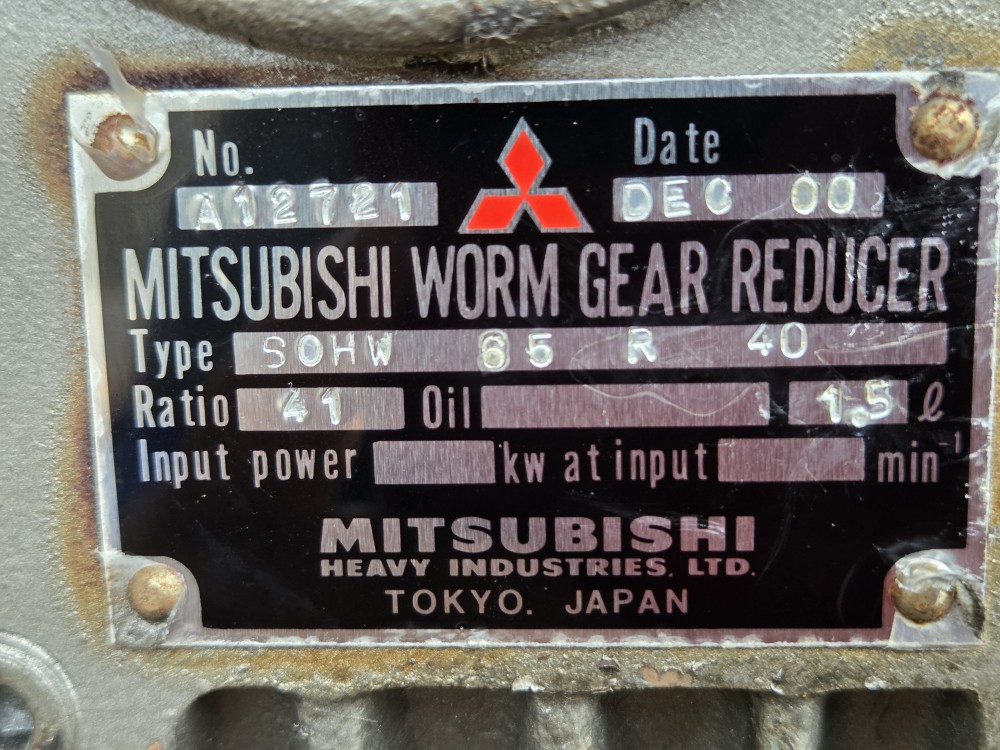 No. Date
A12721 DEC 00
MITSUBISHI WORM GEAR REDUCER
Type SOHW 65 R 40
Ratio 41 Oil 1.5 ℓ
Input power kw at input min⁻¹
MITSUBISHI
HEAVY INDUSTRIES, LTD.
TOKYO. JAPAN